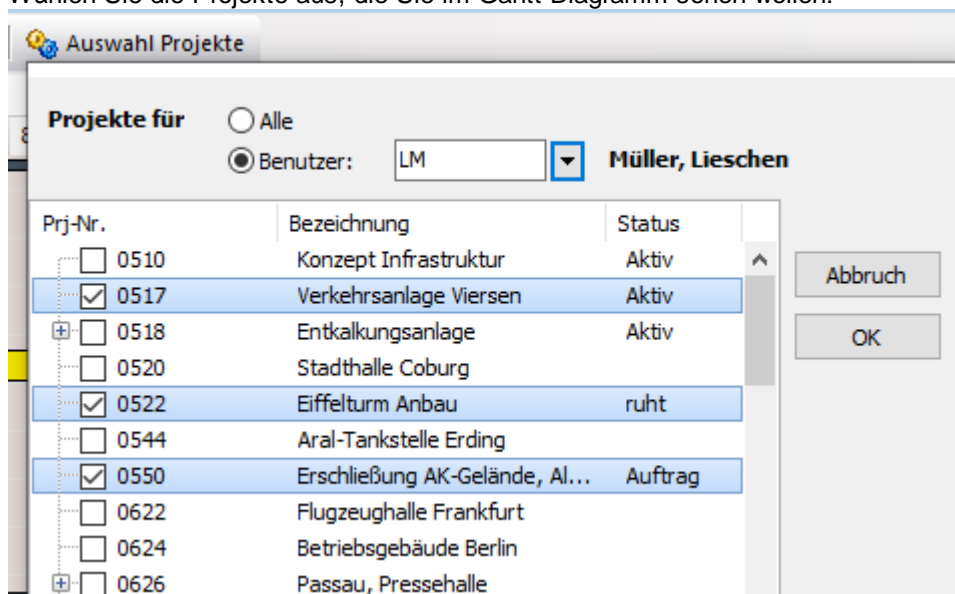 Wählen Sie die Projekte aus, die Sie im Gantt-Diagramm sehen wollen.
Auswahl Projekte
Projekte für Alle
Benutzer: LM Müller, Lieschen
Prj-Nr. Bezeichnung Status
0510 Konzept Infrastruktur Aktiv
0517 Verkehrsanlage Viersen Aktiv
Abbruch
0518 Entkalkungsanlage Aktiv
OK
0520 Stadthalle Coburg
0522 Eiffelturm Anbau ruht
0544 Aral-Tankstelle Erding
0550 Erschließung AK-Gelände, Al... Auftrag
0622 Flugzeughalle Frankfurt
0624 Betriebsgebäude Berlin
0626 Passau, Pressehalle